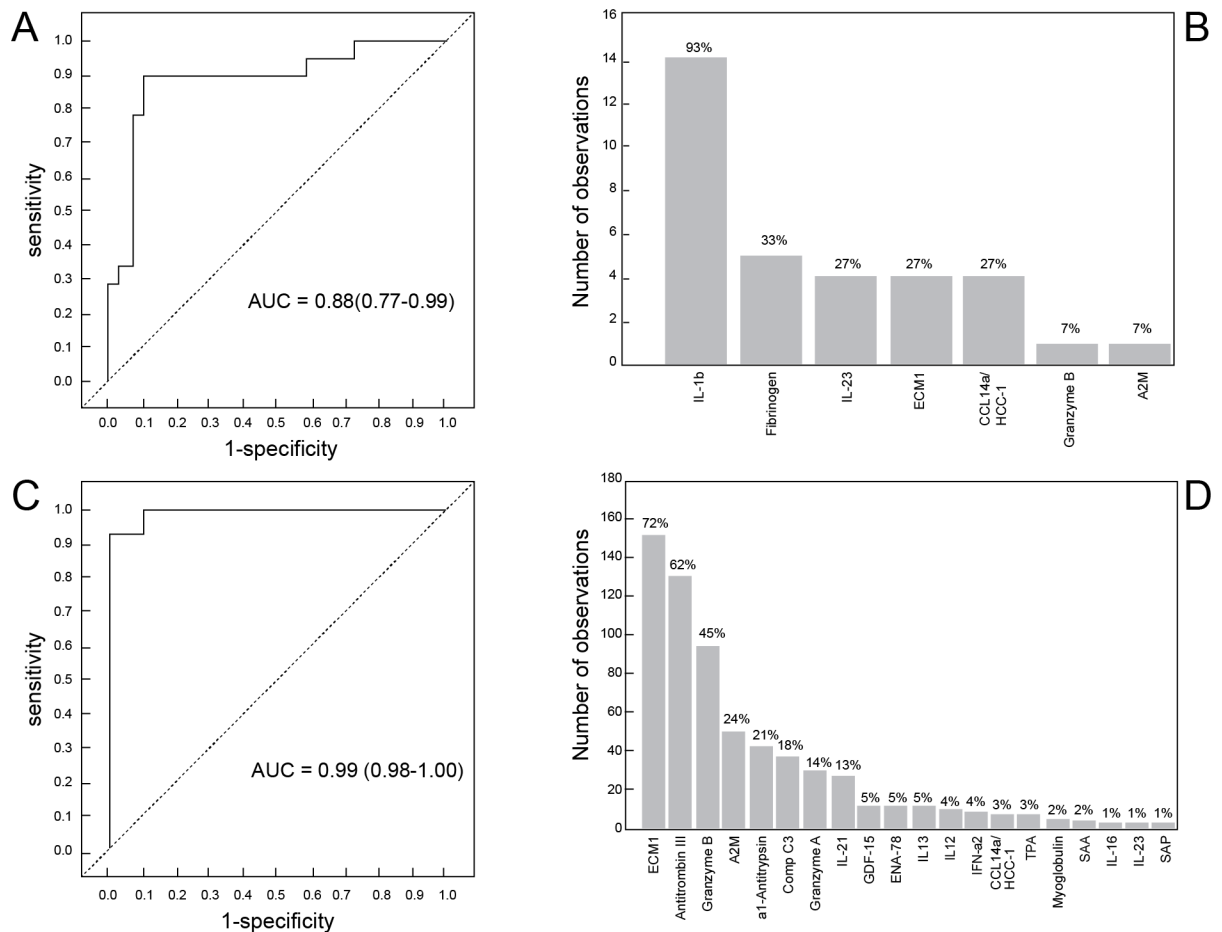 A
1.0
0.9
0.8
0.7
0.6
0.5
0.4
0.3
0.2
0.1
0.0
sensitivity
AUC = 0.88(0.77-0.99)
0.0 0.1 0.2 0.3 0.4 0.5 0.6 0.7 0.8 0.9 1.0
1-specificity
B
16
14
12
10
8
6
4
2
0
Number of observations
93%
33%
27%
27%
27%
7%
7%
IL-1b
Fibrinogen
IL-23
ECM1
CCL14a/
HCC-1
Granzyme B
A2M
C
1.0
0.9
0.8
0.7
0.6
0.5
0.4
0.3
0.2
0.1
0.0
sensitivity
AUC = 0.99 (0.98-1.00)
0.0 0.1 0.2 0.3 0.4 0.5 0.6 0.7 0.8 0.9 1.0
1-specificity
D
180
160
140
120
100
80
60
40
20
0
Number of observations
72%
62%
45%
24%
21%
18%
14%
13%
5%
5%
5%
4%
4%
3%
3%
2%
2%
1%
1%
1%
ECM1
Antitrombin III
Granzyme B
A2M
a1-Antitrypsin
Comp C3
Granzyme A
IL-21
GDF-15
ENA-78
IL13
IL12
IFN-a2
CCL14a/
HCC-1
TPA
Myoglobulin
SAA
IL-16
IL-23
SAP